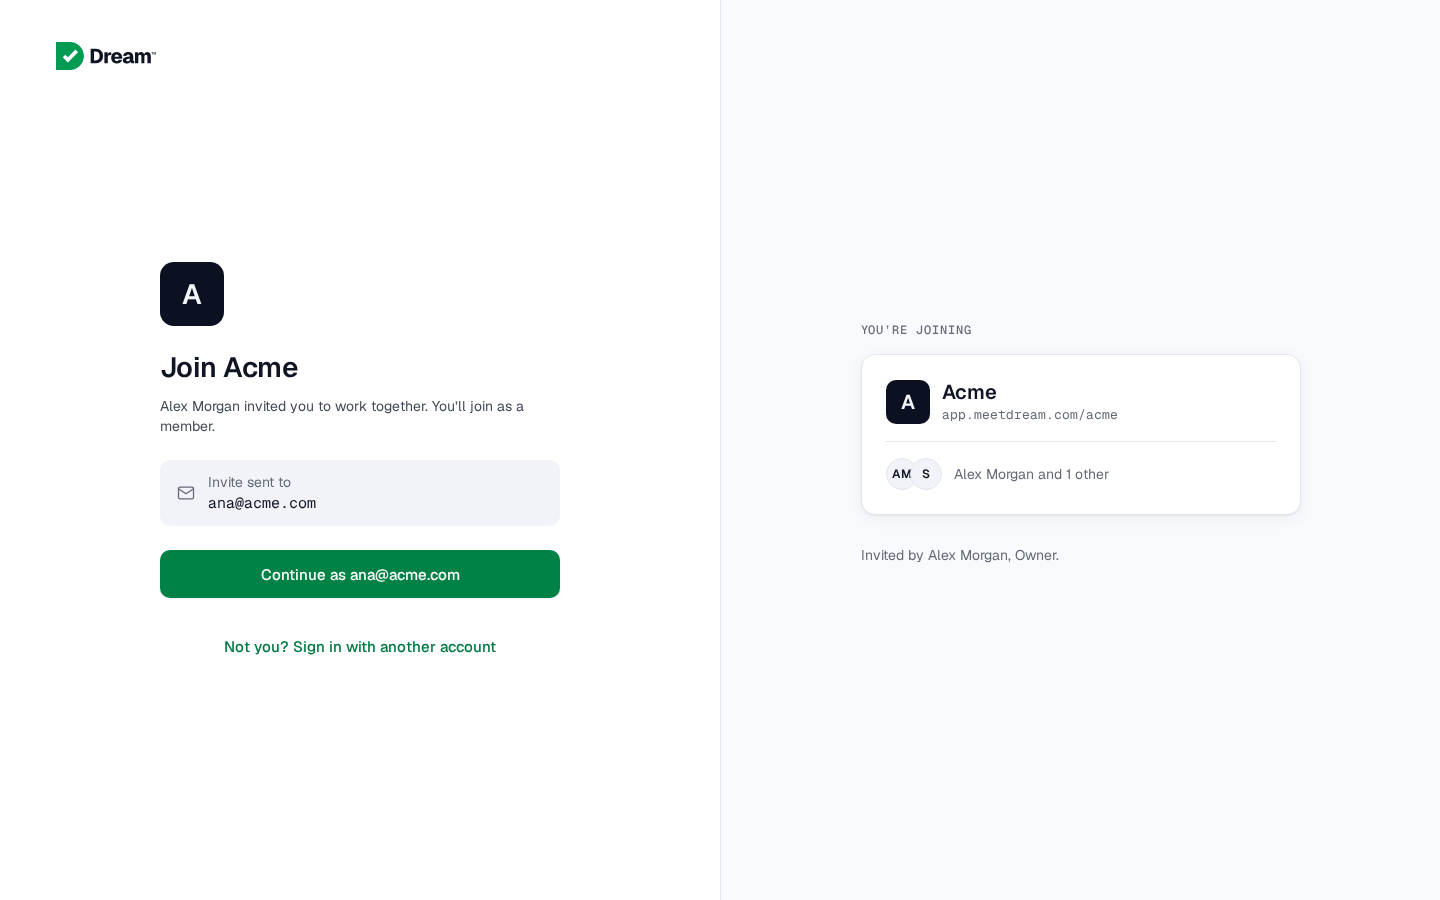 Dream™
A
Join Acme
Alex Morgan invited you to work together. You'll join as a
member.
Invite sent to
ana@acme.com
Continue as ana@acme.com
Not you? Sign in with another account
YOU'RE JOINING
A
Acme
app.meetdream.com/acme
AM S Alex Morgan and 1 other
Invited by Alex Morgan, Owner.